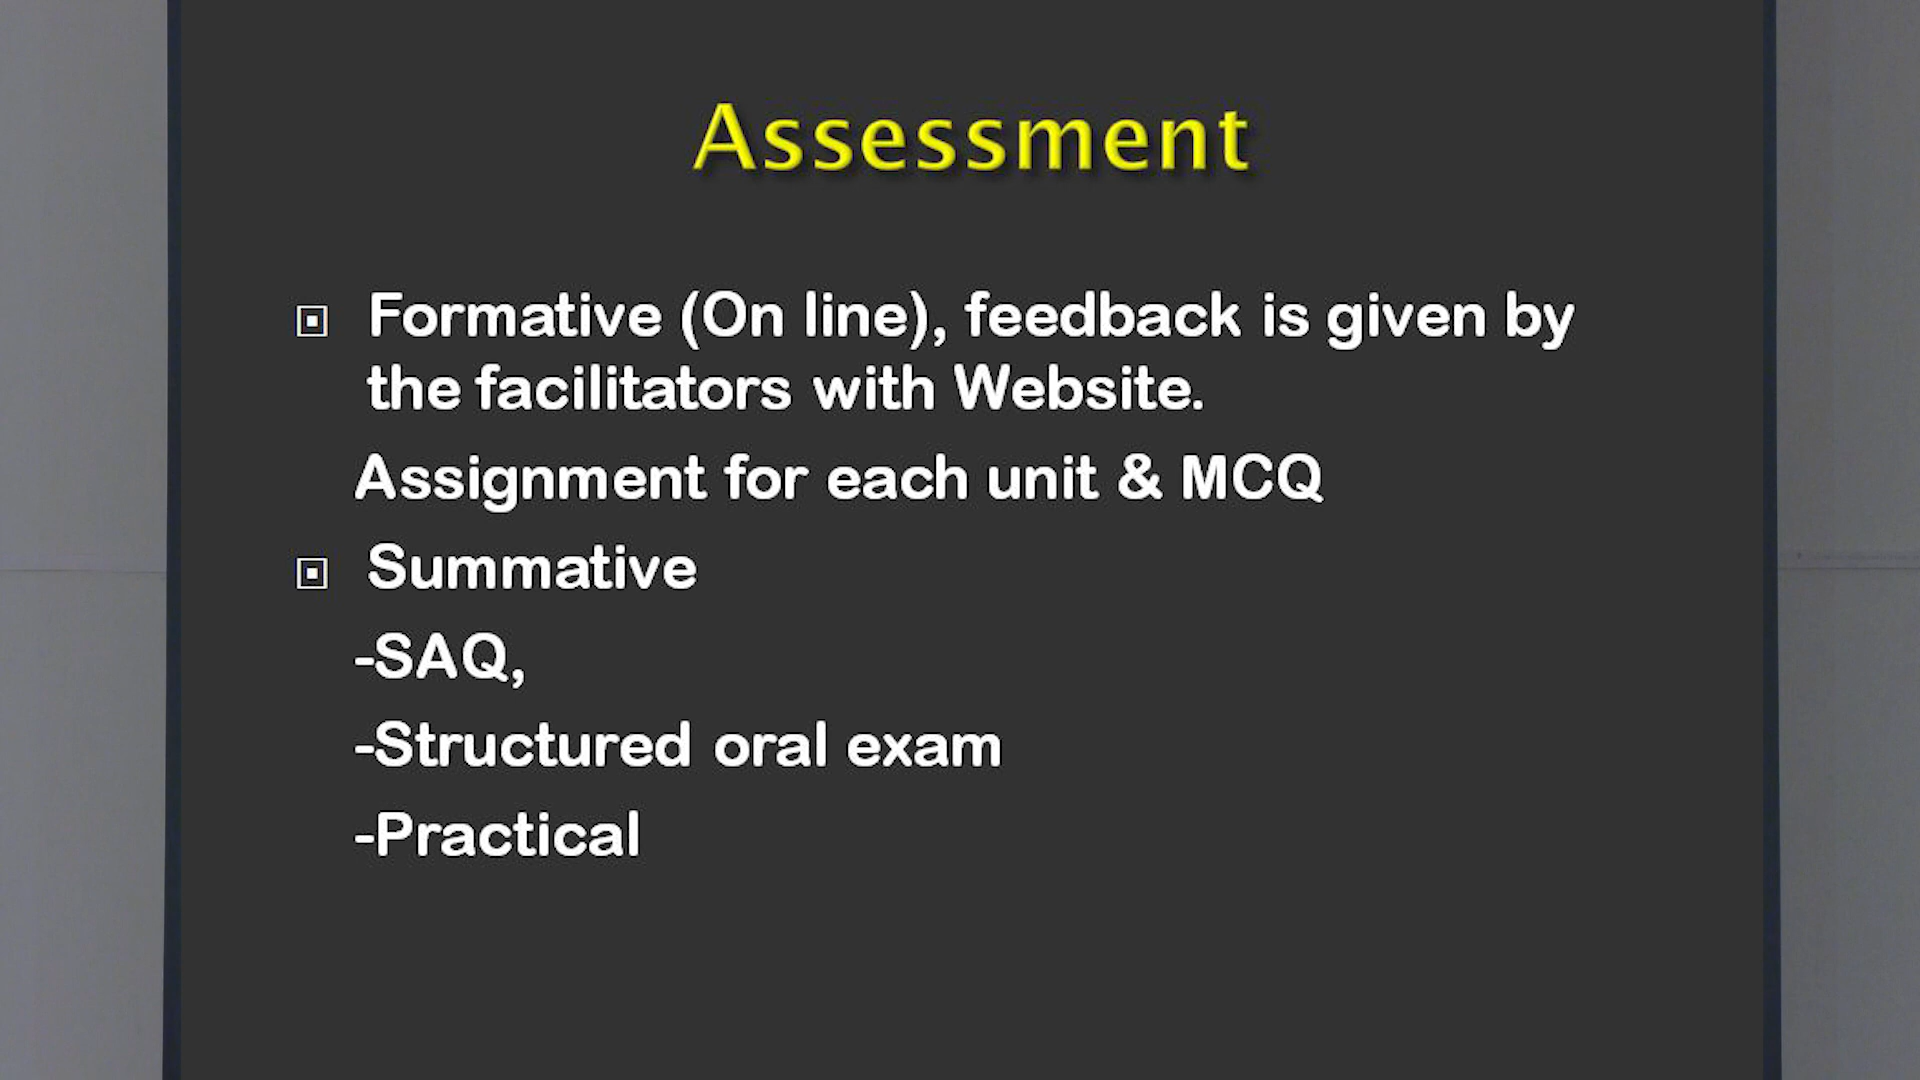 Assessment
Formative (On line), feedback is given by
the facilitators with Website.
Assignment for each unit & MCQ
Summative
-SAQ,
-Structured oral exam
-Practical